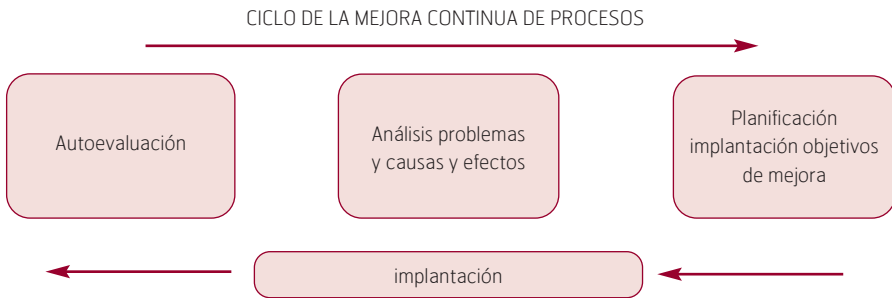 CICLO DE LA MEJORA CONTINUA DE PROCESOS
Autoevaluación
Análisis problemas
y causas y efectos
Planificación
implantación objetivos
de mejora
implantación